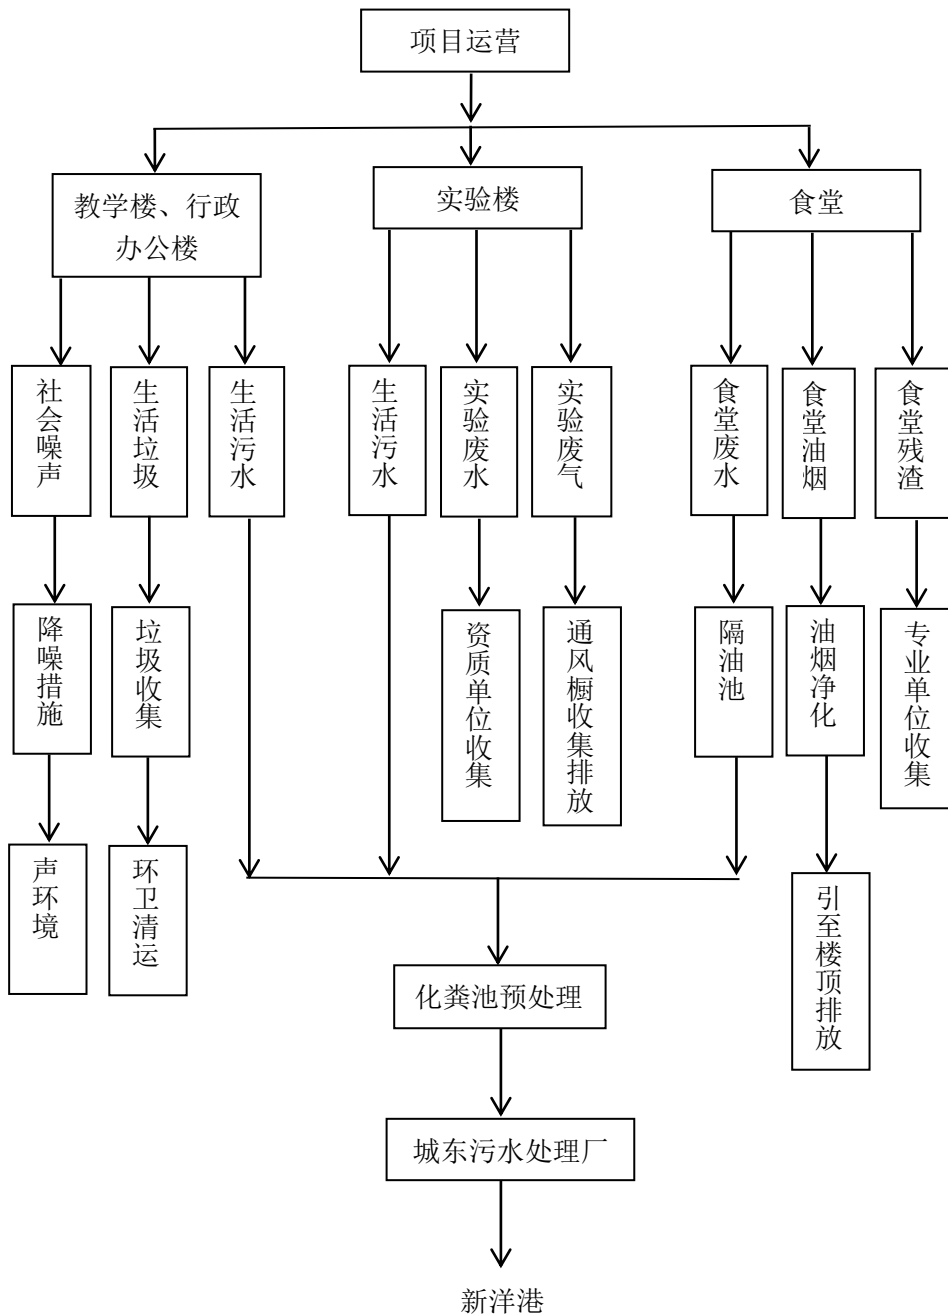 项目运营
教学楼、行政
办公楼
实验楼
食堂
社会噪声
生活垃圾
生活污水
生活污水
实验废水
实验废气
食堂废水
食堂油烟
食堂残渣
降噪措施
垃圾收集
资质单位收集
通风橱收集排放
隔油池
油烟净化
专业单位收集
声环境
环卫清运
引至楼顶排放
化粪池预处理
城东污水处理厂
新洋港